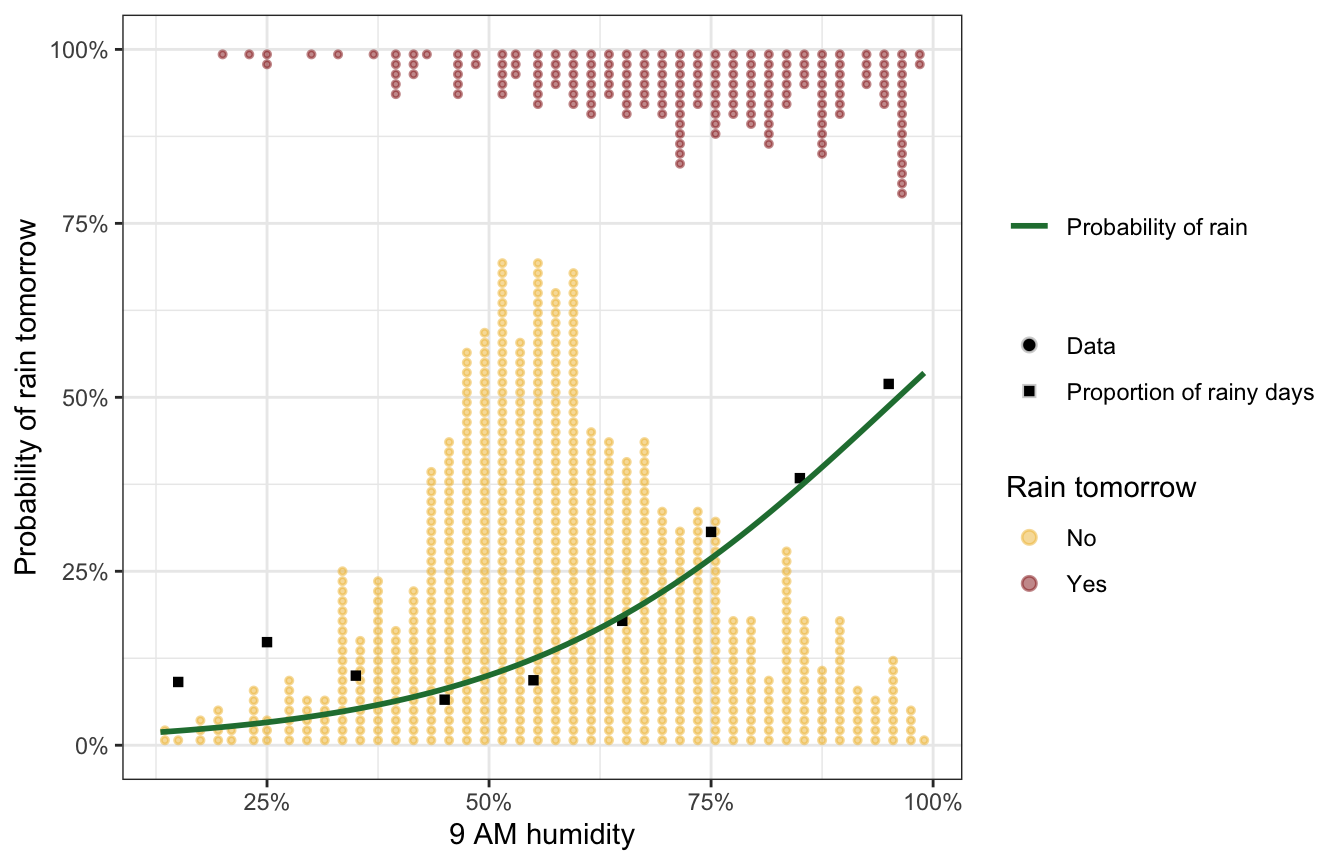 100%
75%
50%
25%
0%
Probability of rain tomorrow
25%
50%
75%
100%
9 AM humidity
Probability of rain
Data
Proportion of rainy days
Rain tomorrow
No
Yes